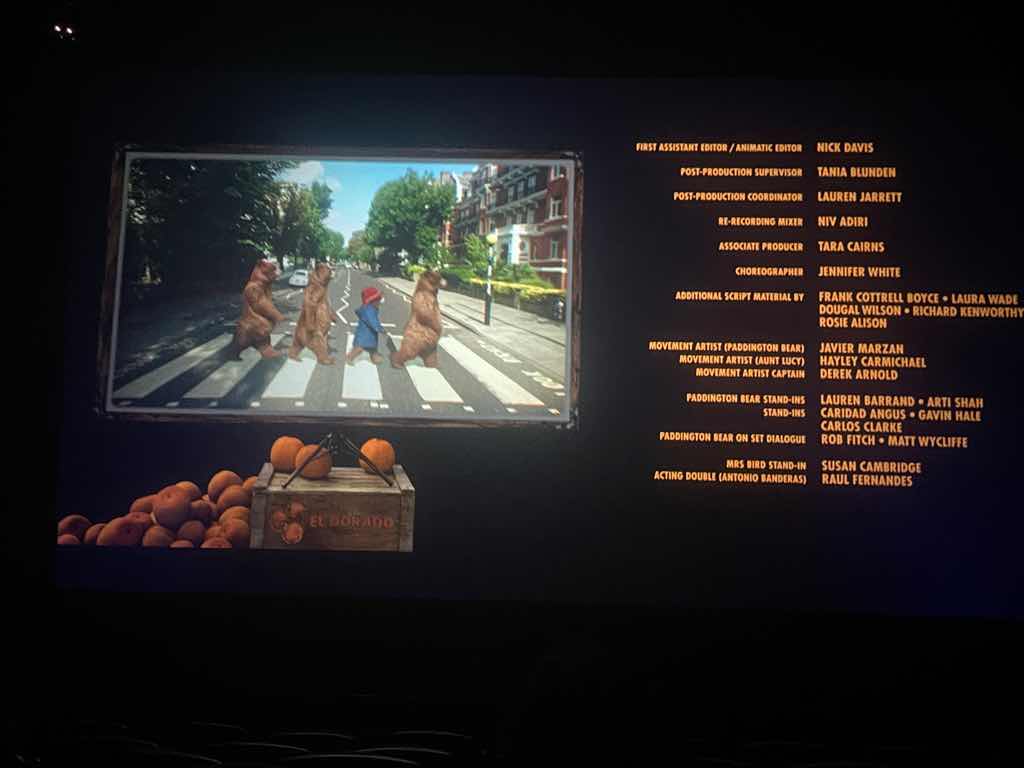 FIRST ASSISTANT EDITOR / ANIMATIC EDITOR NICK DAVIS
POST-PRODUCTION SUPERVISOR TANIA BLUNDEN
POST-PRODUCTION COORDINATOR LAUREN JARRETT
RE-RECORDING MIXER NIV ADIRI
ASSOCIATE PRODUCER TARA CAIRNS
CHOREOGRAPHER JENNIFER WHITE
ADDITIONAL SCRIPT MATERIAL BY FRANK COTTRELL BOYCE • LAURA WADE
DOUGAL WILSON • RICHARD KENWORTHY
ROSIE ALISON
MOVEMENT ARTIST (PADDINGTON BEAR) JAVIER MARZAN
MOVEMENT ARTIST (AUNT LUCY) HAYLEY CARMICHAEL
MOVEMENT ARTIST CAPTAIN DEREK ARNOLD
PADDINGTON BEAR STAND-INS LAUREN BARRAND • ARTI SHAH
STAND-INS CARIDAD ANGUS • GAVIN HALE
CARLOS CLARKE
PADDINGTON BEAR ON SET DIALOGUE ROB FITCH • MATT WYCLIFFE
MRS BIRD STAND-IN SUSAN CAMBRIDGE
ACTING DOUBLE (ANTONIO BANDERAS) RAUL FERNANDES
EL DORADO